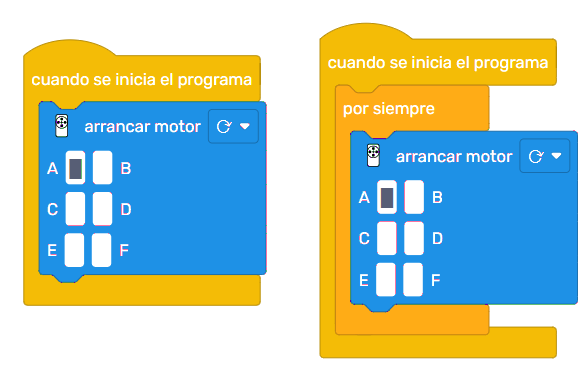 cuando se inicia el programa
arrancar motor
A B
C D
E F
cuando se inicia el programa
por siempre
arrancar motor
A B
C D
E F